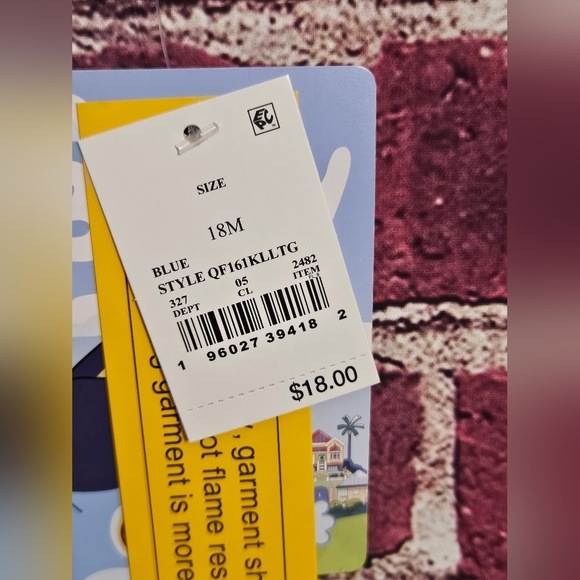 EPC
SIZE
18M
BLUE
STYLE QF161KLLTG
327 05 2482
DEPT CL ITEM
1 96027 39418 2
$18.00
, garment sh
ot flame res
garment is more